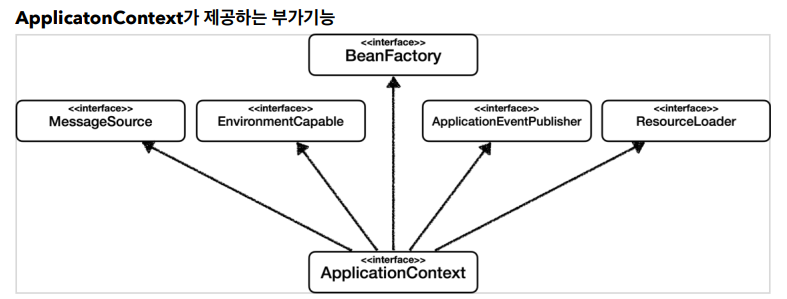 ApplicatonContext가 제공하는 부가기능
<<interface>>
BeanFactory
<<interface>>
MessageSource
<<interface>>
EnvironmentCapable
<<interface>>
ApplicationEventPublisher
<<interface>>
ResourceLoader
<<interface>>
ApplicationContext